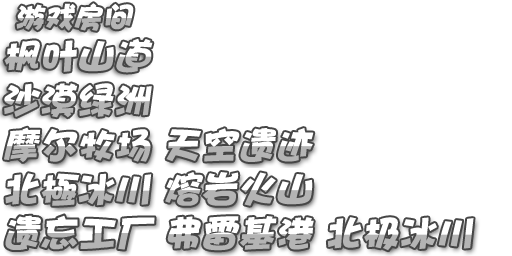 游戏房间
枫叶山道
沙漠绿洲
摩尔牧场 天空遗迹
北極冰川 熔岩火山
遗忘工厂 弗雷基港 北极冰川